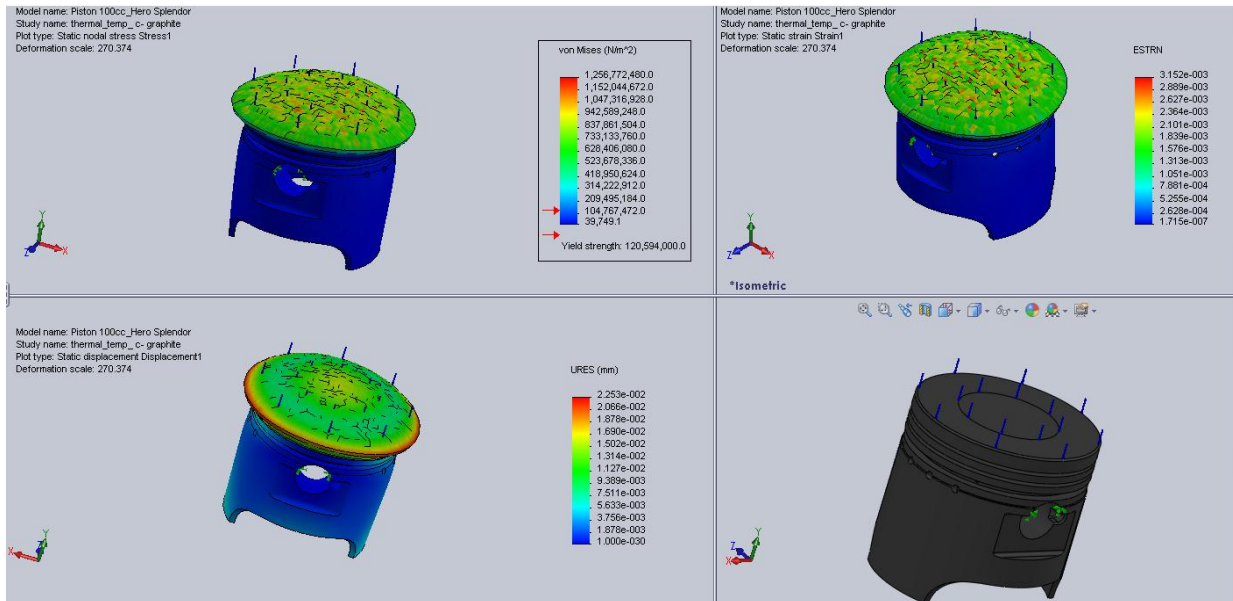 Model name: Piston 100cc_Hero Splendor
Study name: thermal_temp_ c- graphite
Plot type: Static nodal stress Stress1
Deformation scale: 270.374
von Mises (N/m^2)
1,256,772,480.0
1,152,044,672.0
1,047,316,928.0
942,589,248.0
837,861,504.0
733,133,760.0
628,406,080.0
523,678,336.0
418,950,624.0
314,222,912.0
209,495,184.0
104,767,472.0
39,749.1
Yield strength: 120,594,000.0
Y
Z
X
Model name: Piston 100cc_Hero Splendor
Study name: thermal_temp_ c- graphite
Plot type: Static strain Strain1
Deformation scale: 270.374
ESTRN
3.152e-003
2.889e-003
2.627e-003
2.364e-003
2.101e-003
1.839e-003
1.576e-003
1.313e-003
1.051e-003
7.881e-004
5.255e-004
2.628e-004
1.715e-007
Y
Z
X
*Isometric
Model name: Piston 100cc_Hero Splendor
Study name: thermal_temp_ c- graphite
Plot type: Static displacement Displacement1
Deformation scale: 270.374
URES (mm)
2.253e-002
2.066e-002
1.878e-002
1.690e-002
1.502e-002
1.314e-002
1.127e-002
9.389e-003
7.511e-003
5.633e-003
3.756e-003
1.878e-003
1.000e-030
Y
Z
X
Y
Z
X